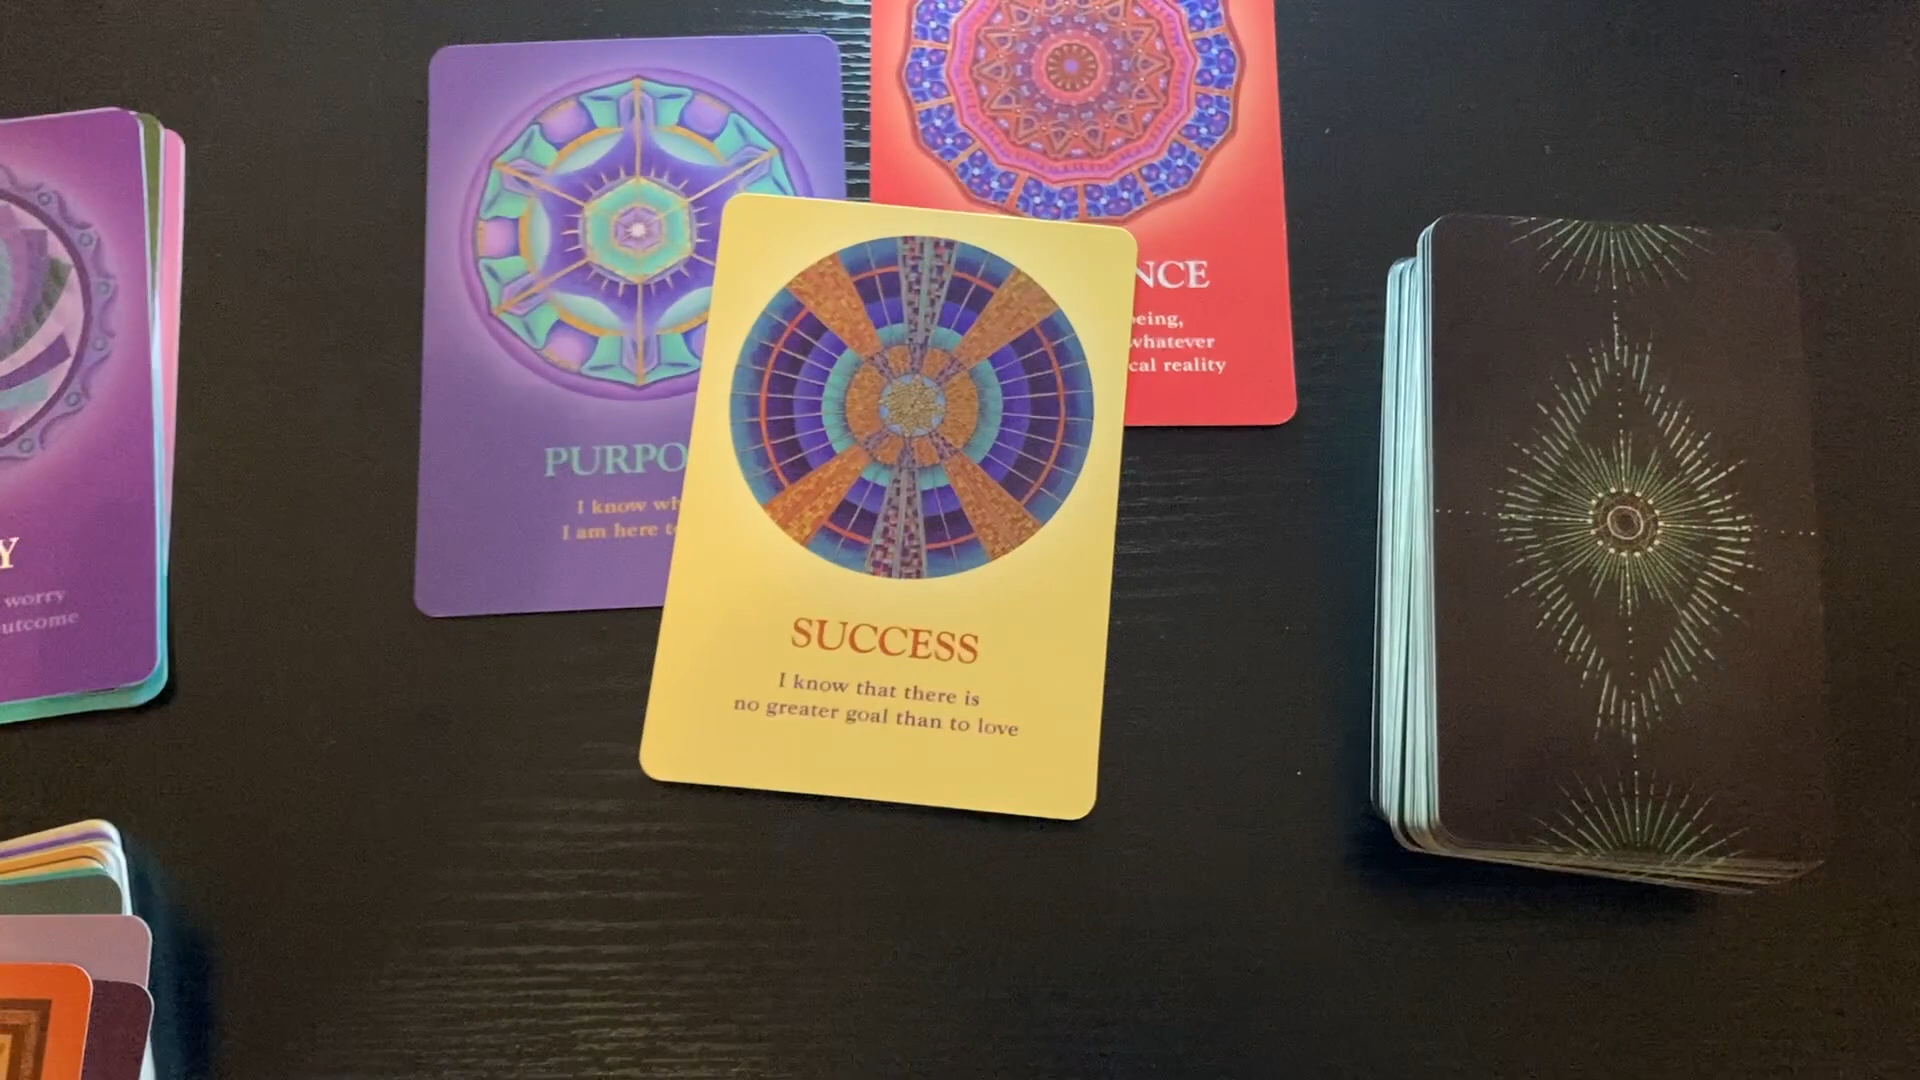 PURPO
I know wh
I am here t
NCE
eing,
whatever
cal reality
SUCCESS
I know that there is
no greater goal than to love
Y
worry
utcome